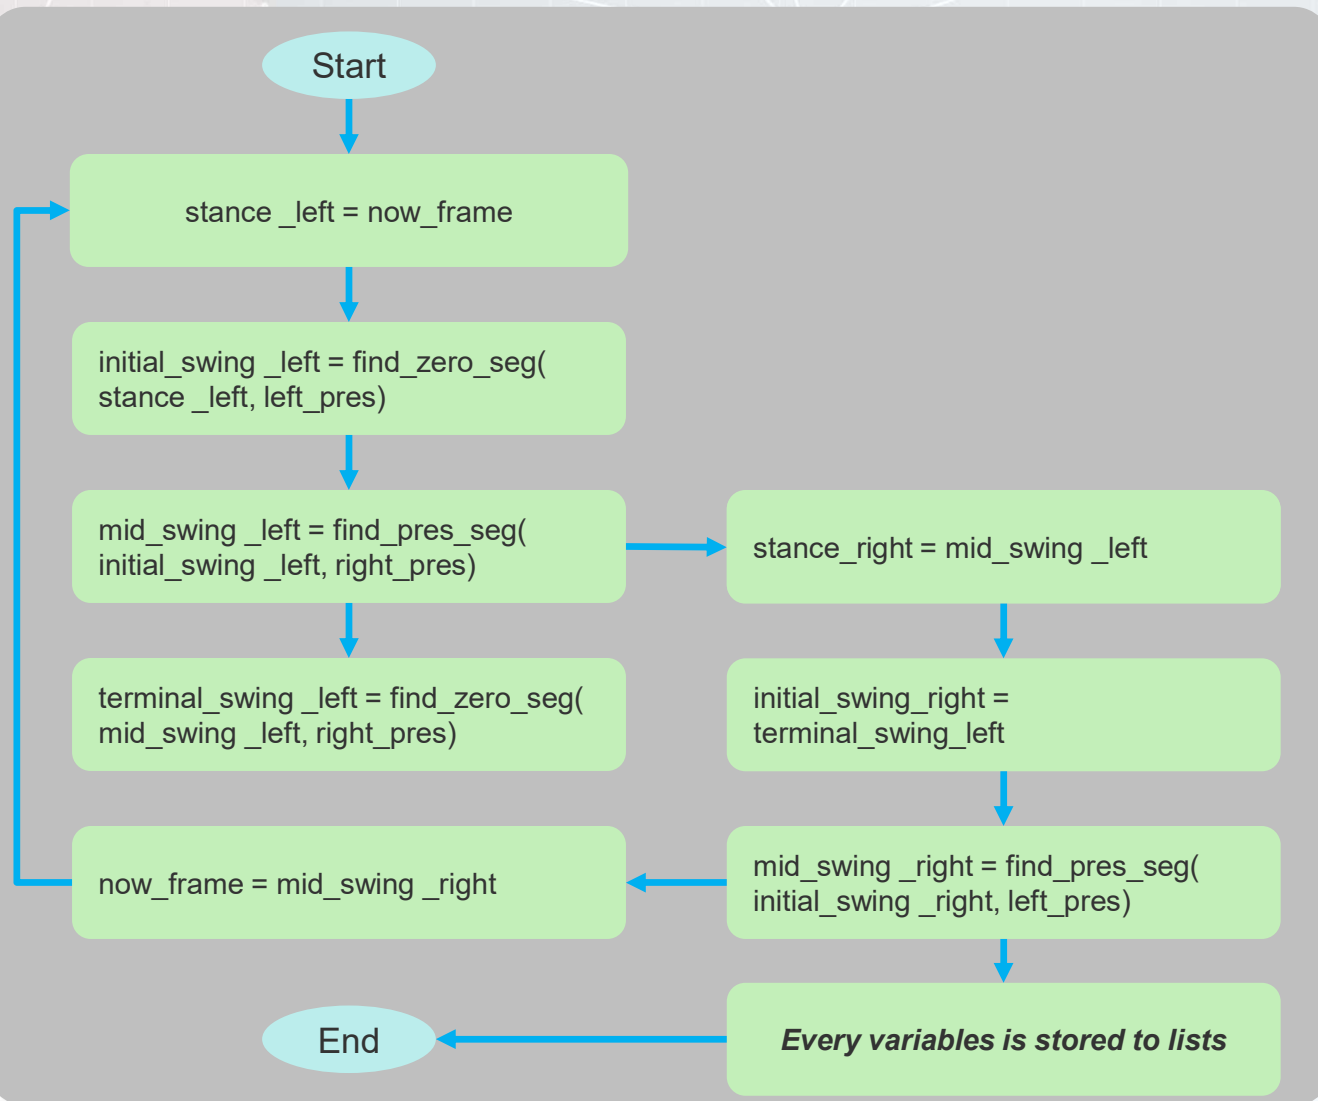 Start
stance _left = now_frame
initial_swing _left = find_zero_seg(
stance _left, left_pres)
mid_swing _left = find_pres_seg(
initial_swing _left, right_pres)
stance_right = mid_swing _left
terminal_swing _left = find_zero_seg(
mid_swing _left, right_pres)
initial_swing_right =
terminal_swing_left
now_frame = mid_swing _right
mid_swing _right = find_pres_seg(
initial_swing _right, left_pres)
End
Every variables is stored to lists